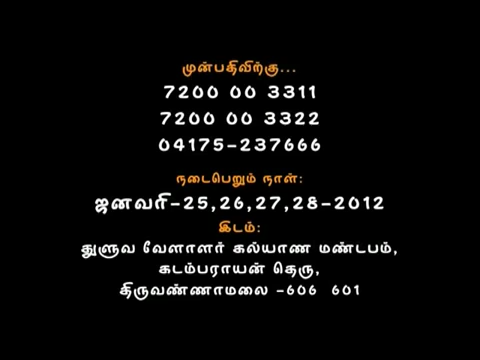 முன்பதிவிற்கு...
7200 00 3311
7200 00 3322
04175-237666
நடைபெறும் நாள்:
ஜனவரி-25,26,27,28-2012
இடம்:
துளுவ வேளாளர் கல்யாண மண்டபம்,
கடம்பராயன் தெரு,
திருவண்ணாமலை -606 601